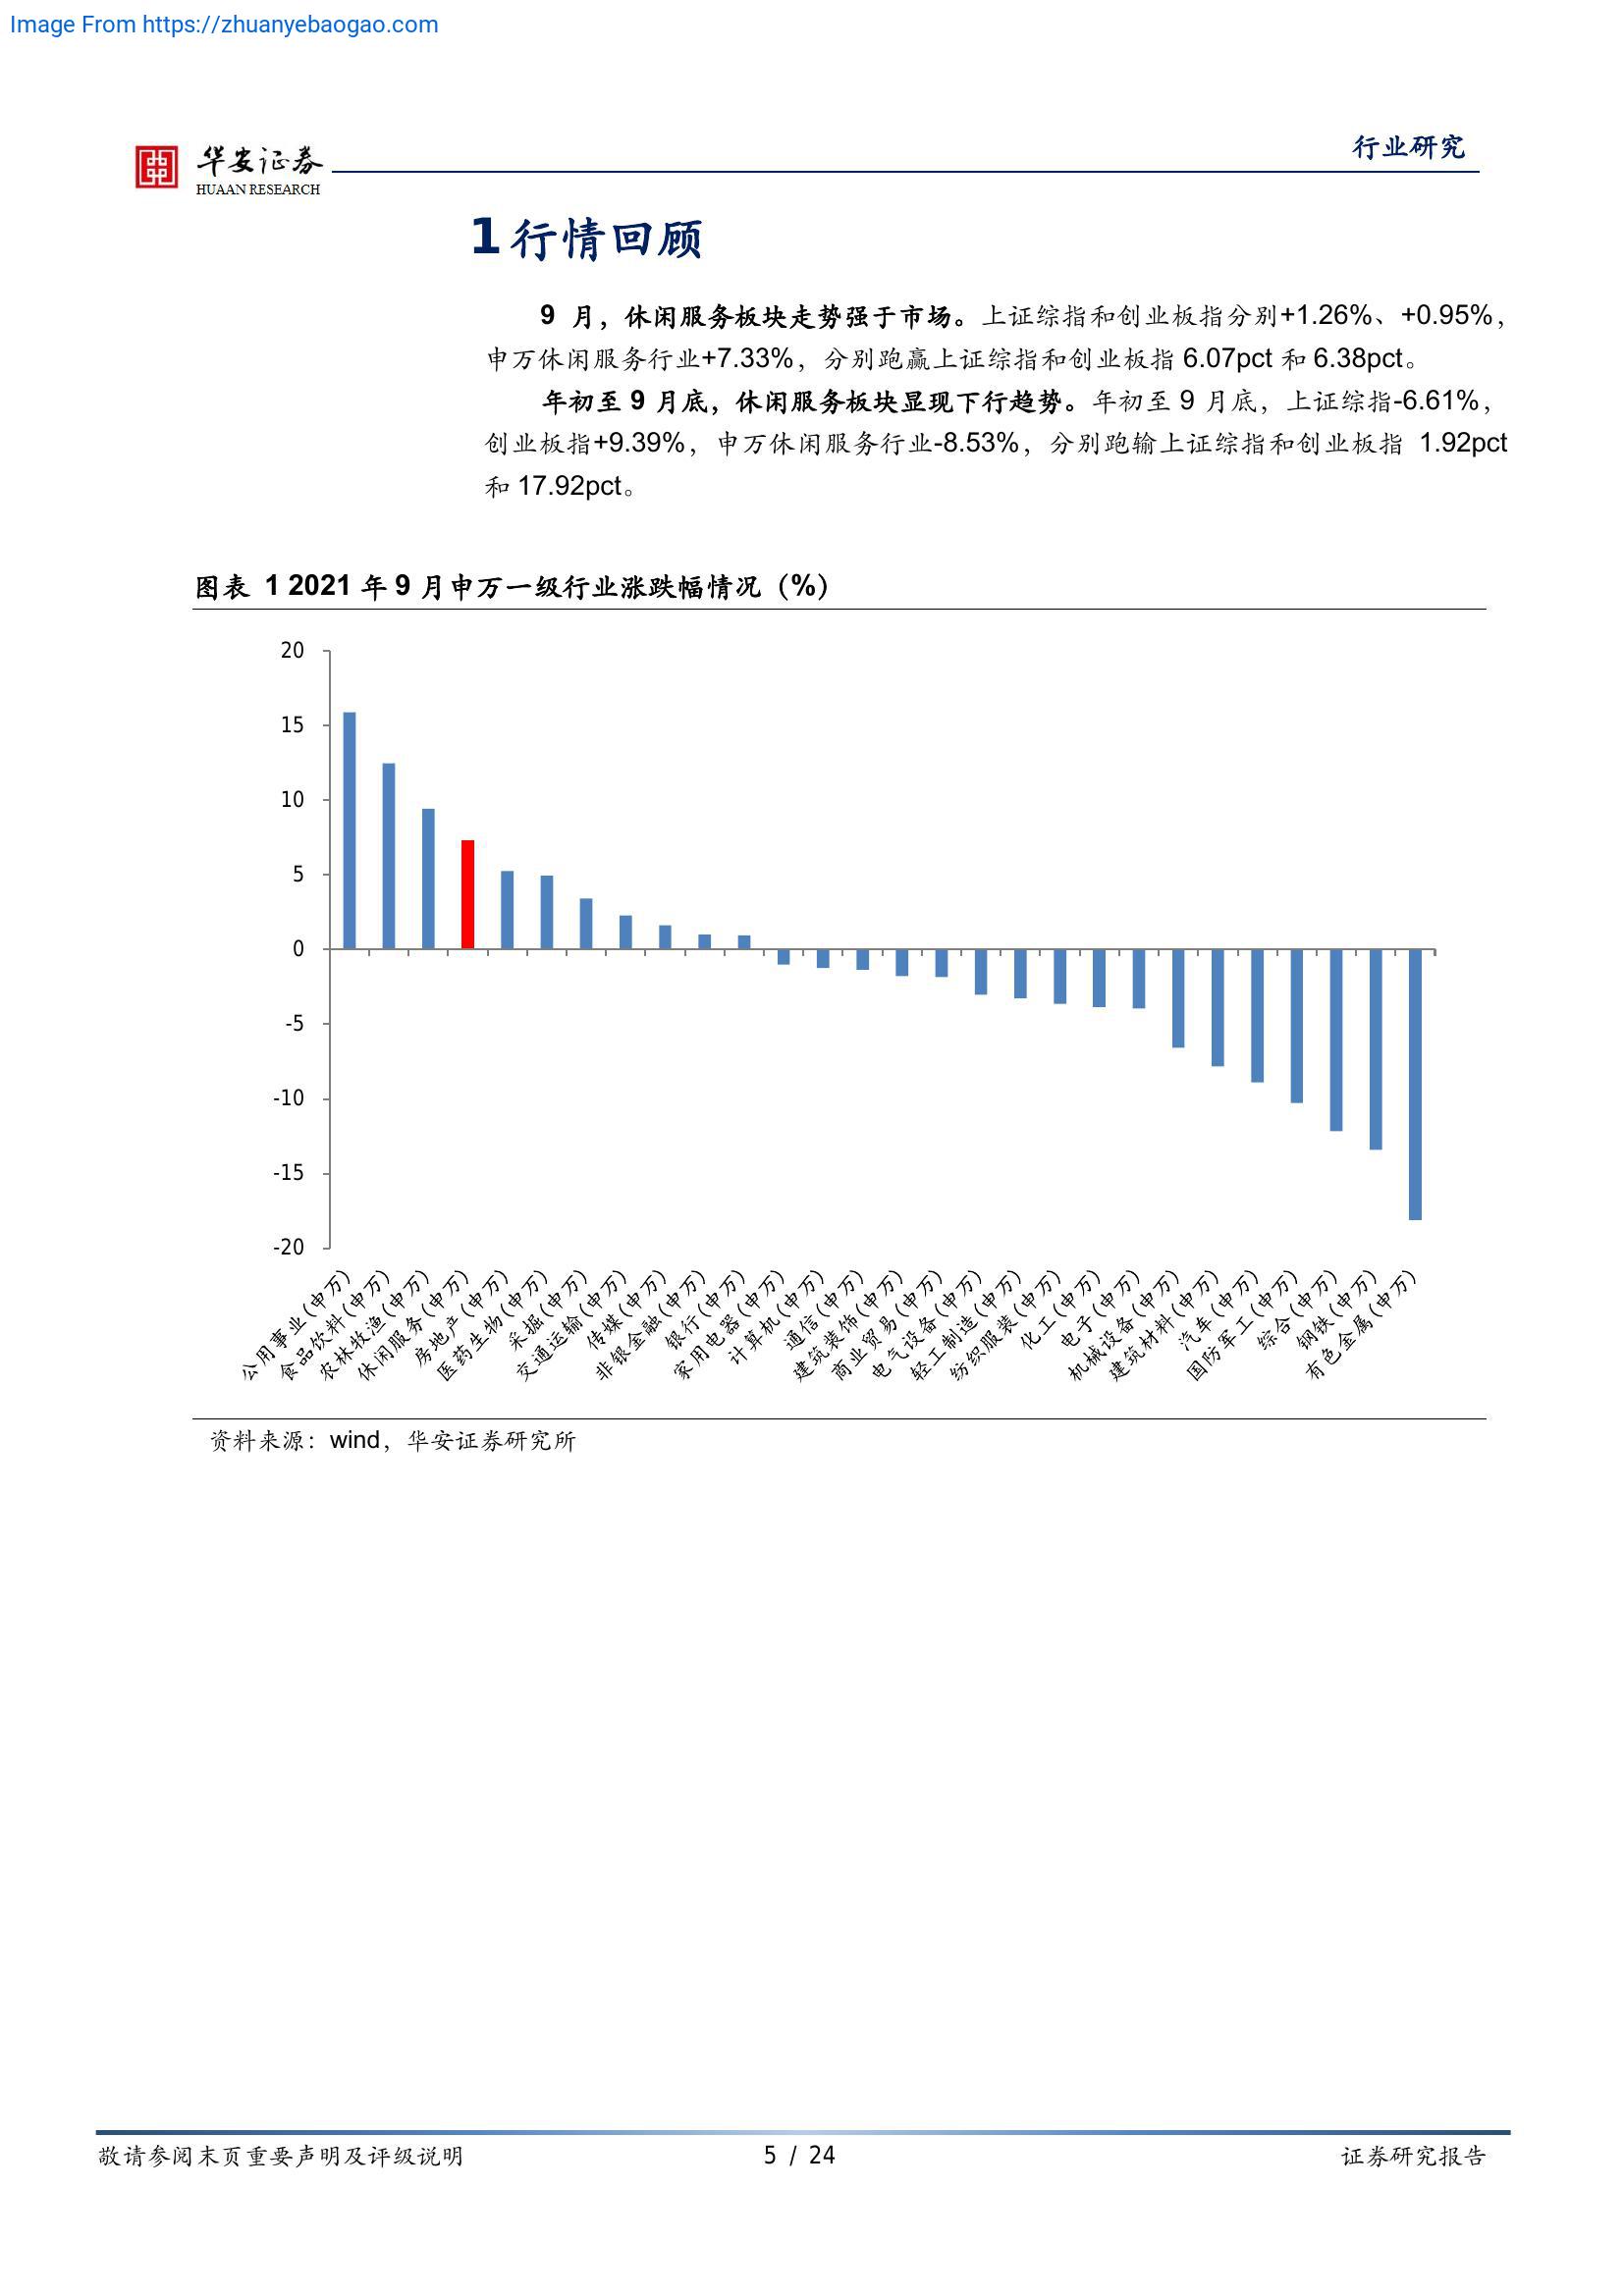 Image From https://zhuanyebaogao.com
华安证券
HUAAN RESEARCH
行业研究
1 行情回顾
9 月，休闲服务板块走势强于市场。上证综指和创业板指分别+1.26%、+0.95%，
申万休闲服务行业+7.33%，分别跑赢上证综指和创业板指 6.07pct 和 6.38pct。
年初至 9 月底，休闲服务板块显现下行趋势。年初至 9 月底，上证综指-6.61%，
创业板指+9.39%，申万休闲服务行业-8.53%，分别跑输上证综指和创业板指 1.92pct
和 17.92pct。
图表 1 2021 年 9 月申万一级行业涨跌幅情况（%）
20
15
10
5
0
-5
-10
-15
-20
公用事业(申万)
食品饮料(申万)
农林牧渔(申万)
休闲服务(申万)
房地产(申万)
医药生物(申万)
采掘(申万)
交通运输(申万)
传媒(申万)
非银金融(申万)
银行(申万)
家用电器(申万)
计算机(申万)
通信(申万)
建筑装饰(申万)
商业贸易(申万)
电气设备(申万)
轻工制造(申万)
纺织服装(申万)
化工(申万)
电子(申万)
机械设备(申万)
建筑材料(申万)
汽车(申万)
国防军工(申万)
综合(申万)
钢铁(申万)
有色金属(申万)
资料来源：wind，华安证券研究所
敬请参阅末页重要声明及评级说明
5 / 24
证券研究报告